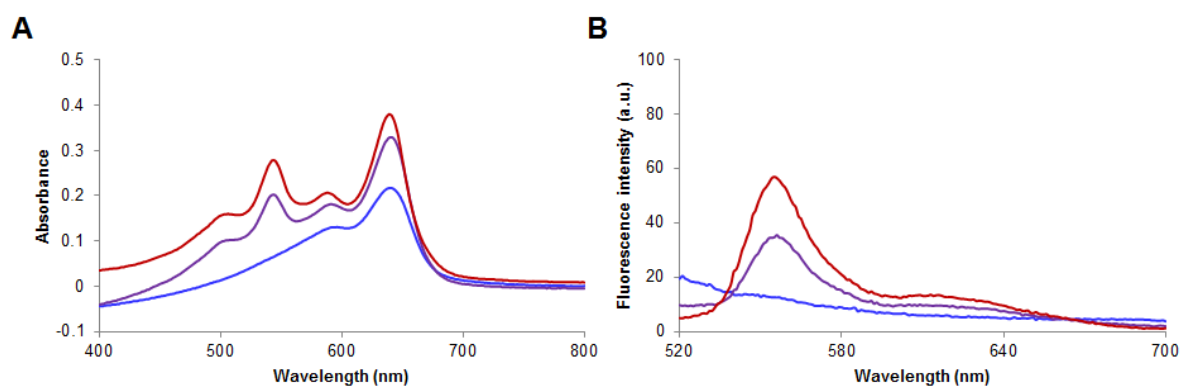 A
Absorbance
0.5
0.4
0.3
0.2
0.1
0
-0.1
400 500 600 700 800
Wavelength (nm)
B
Fluorescence intensity (a.u.)
100
80
60
40
20
0
520 580 640 700
Wavelength (nm)